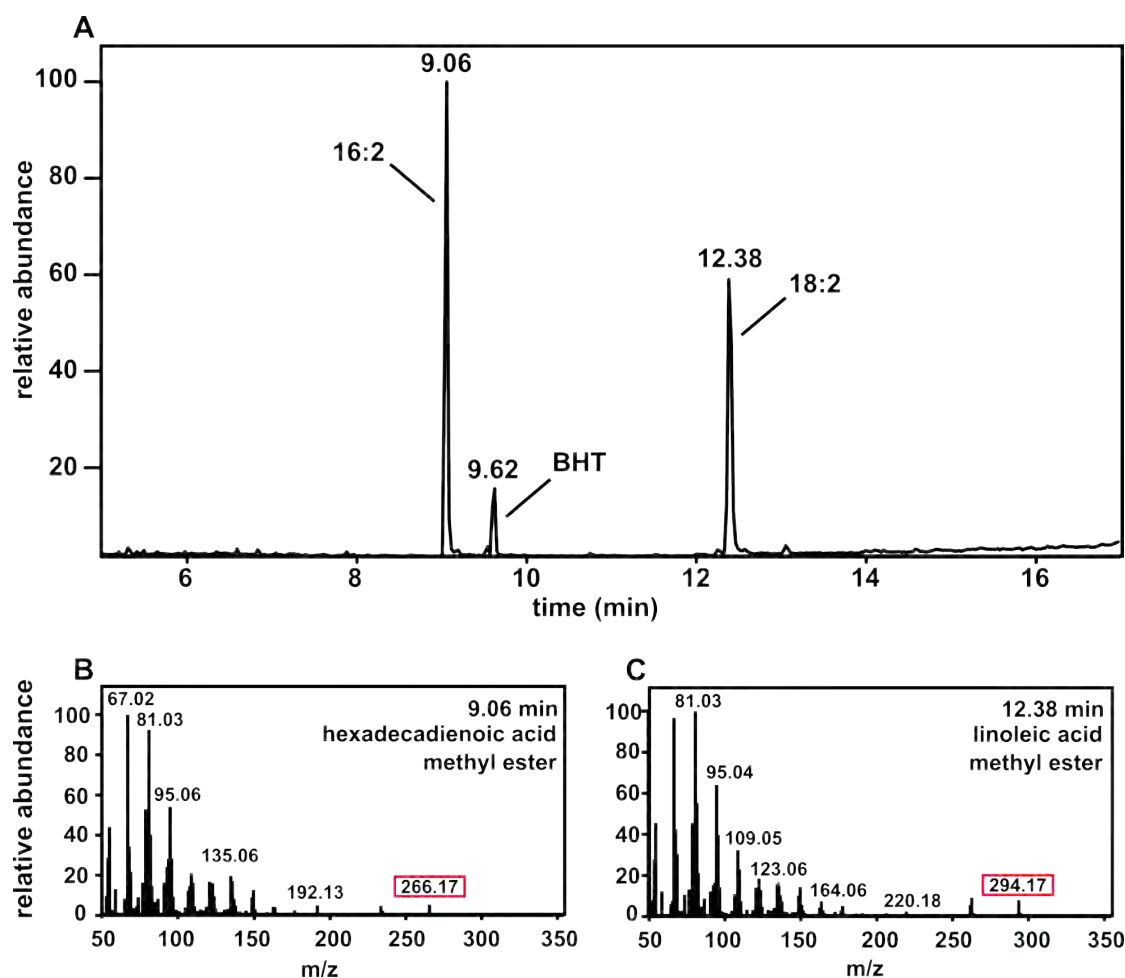 A
9.06
16:2
12.38
18:2
9.62
BHT
100
80
60
40
20
relative abundance
6 8 10 12 14 16
time (min)
B
67.02
81.03
95.06
135.06
192.13
266.17
9.06 min
hexadecadienoic acid
methyl ester
100
80
60
40
20
0
relative abundance
50 100 150 200 250 300 350
m/z
C
81.03
95.04
109.05
123.06
164.06
220.18
294.17
12.38 min
linoleic acid
methyl ester
100
80
60
40
20
0
50 100 150 200 250 300 350
m/z